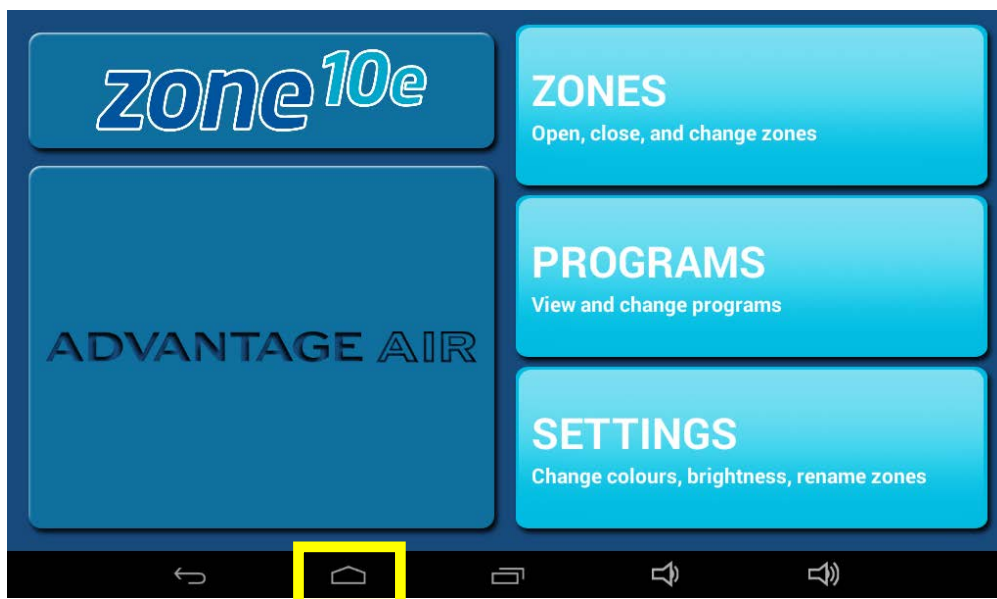 zone10e
ADVANTAGE AIR
ZONES
Open, close, and change zones
PROGRAMS
View and change programs
SETTINGS
Change colours, brightness, rename zones